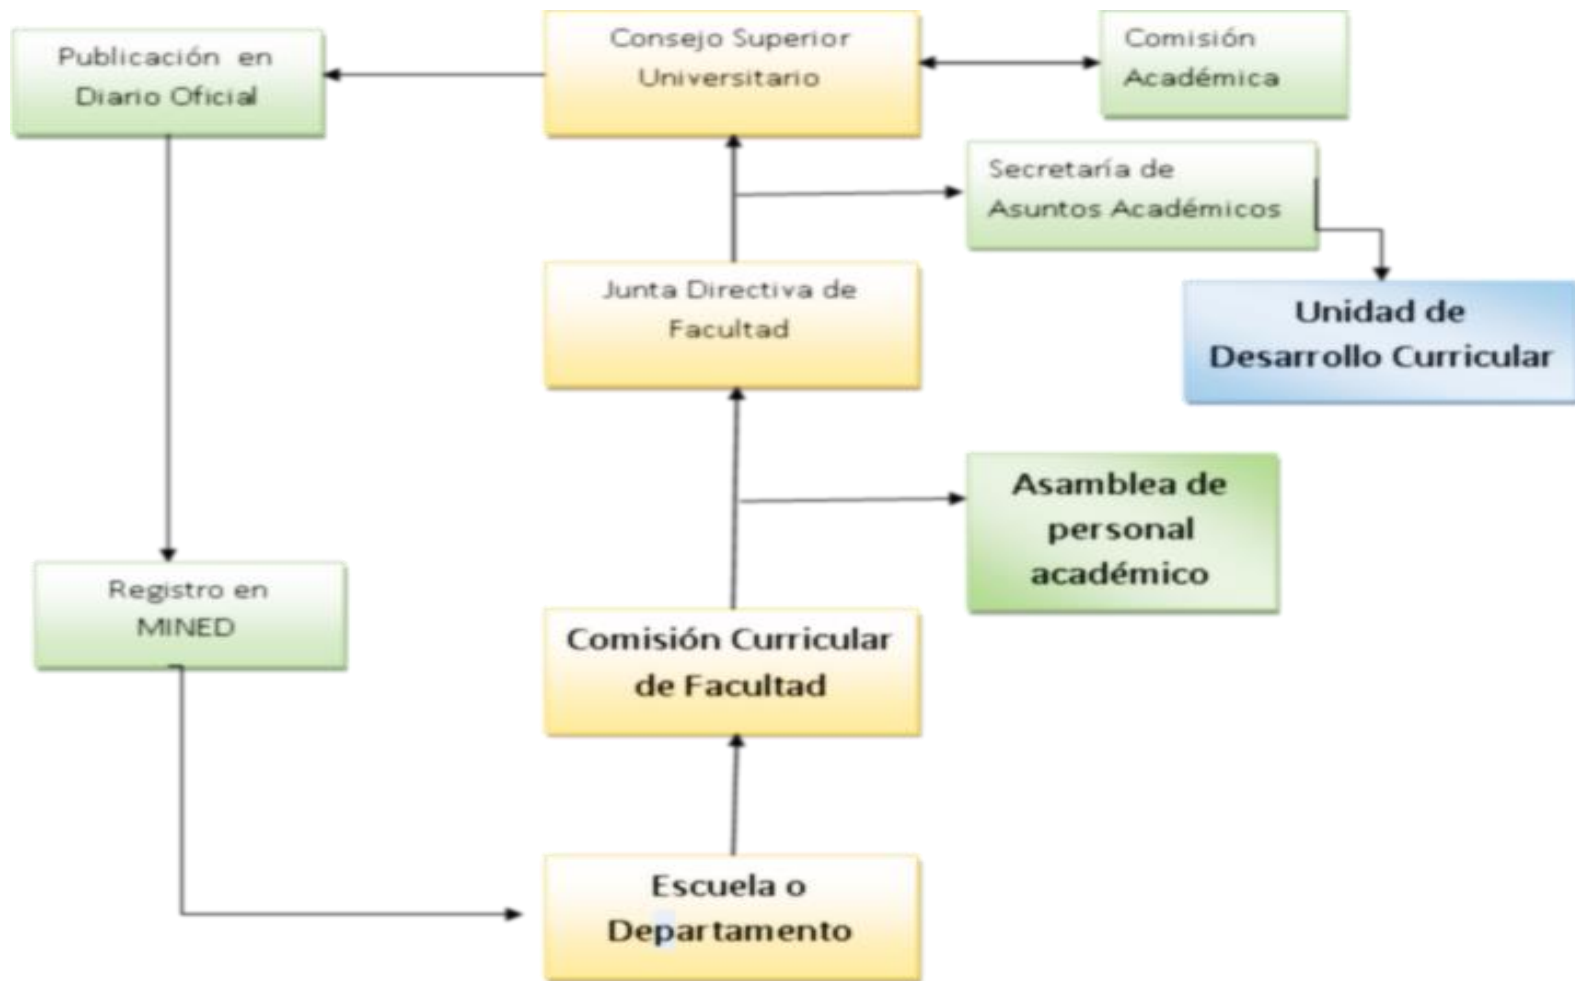 Publicación en
Diario Oficial
Consejo Superior
Universitario
Comisión
Académica
Secretaría de
Asuntos Académicos
Junta Directiva de
Facultad
Unidad de
Desarrollo Curricular
Asamblea de
personal
académico
Registro en
MINED
Comisión Curricular
de Facultad
Escuela o
Departamento